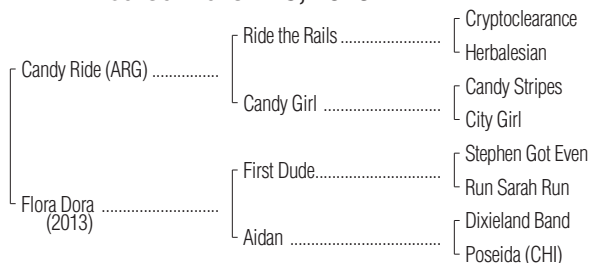 Cryptoclearance
Ride the Rails
Herbalesian
Candy Ride (ARG)
Candy Stripes
Candy Girl
City Girl
Stephen Got Even
First Dude
Run Sarah Run
Flora Dora
(2013)
Dixieland Band
Aidan
Poseida (CHI)